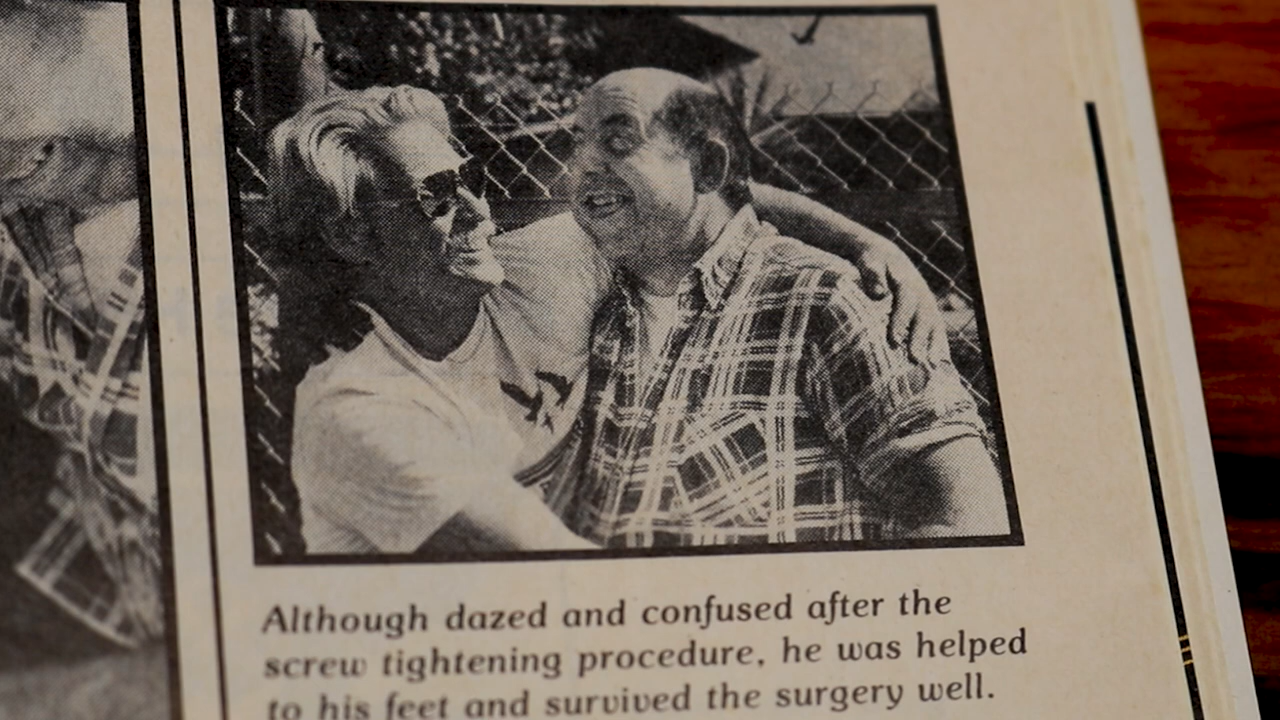 Although dazed and confused after the
screw tightening procedure, he was helped
to his feet and survived the surgery well.